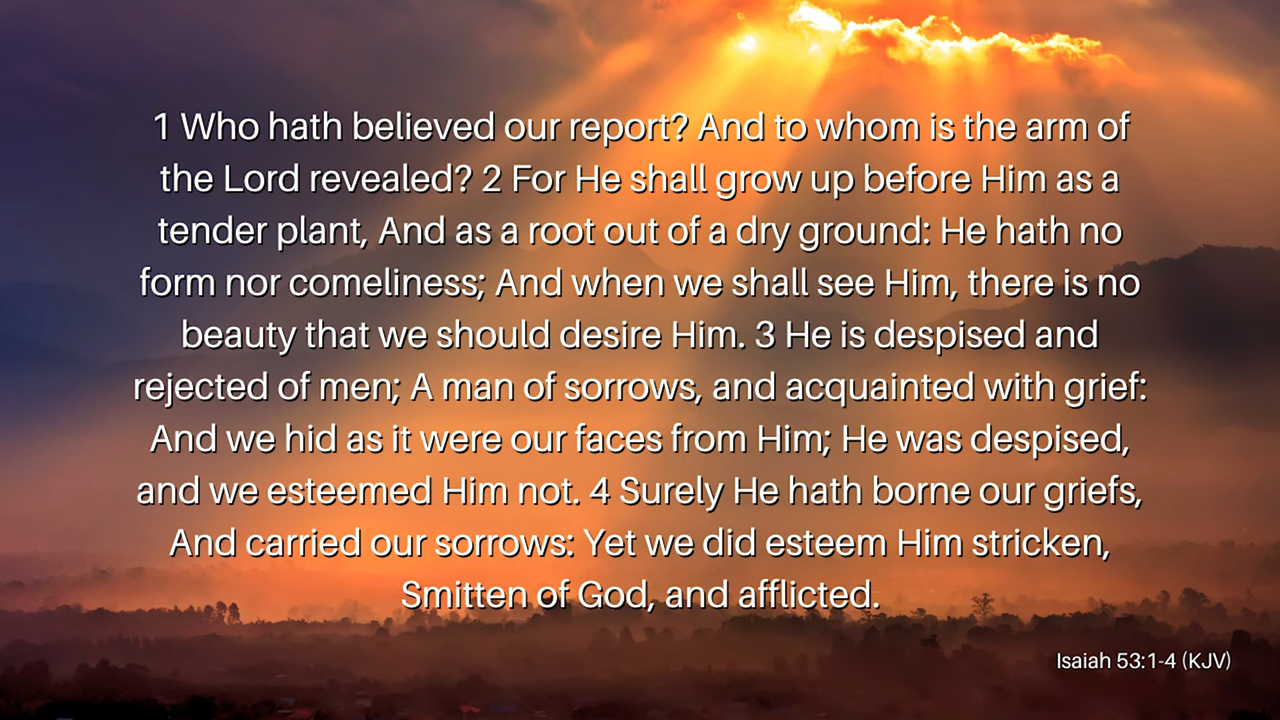 1 Who hath believed our report? And to whom is the arm of
the Lord revealed? 2 For He shall grow up before Him as a
tender plant, And as a root out of a dry ground: He hath no
form nor comeliness; And when we shall see Him, there is no
beauty that we should desire Him. 3 He is despised and
rejected of men; A man of sorrows, and acquainted with grief:
And we hid as it were our faces from Him; He was despised,
and we esteemed Him not. 4 Surely He hath borne our griefs,
And carried our sorrows: Yet we did esteem Him stricken,
Smitten of God, and afflicted.
Isaiah 53:1-4 (KJV)